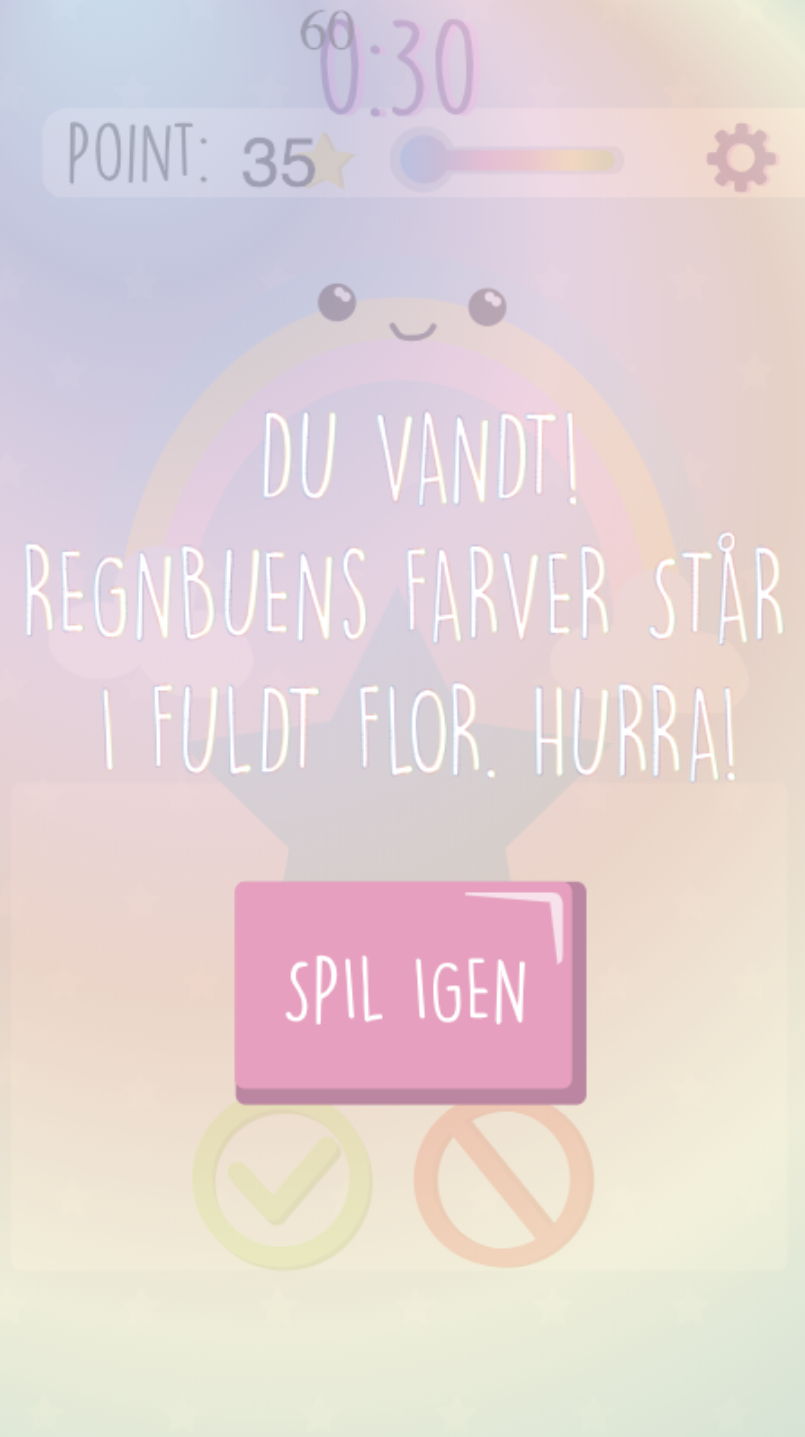 60
0:30
POINT: 35
DU VANDT!
REGNBUENS FARVER STÅR
I FULDT FLOR. HURRA!
SPIL IGEN